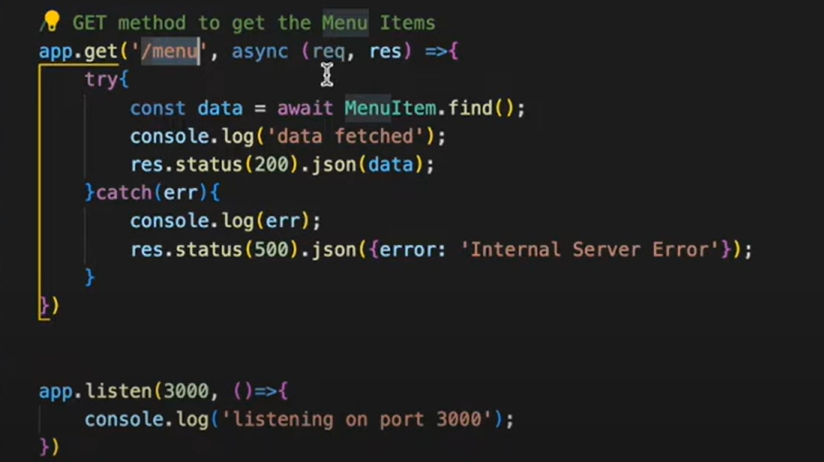 / GET method to get the Menu Items
app.get('/menu', async (req, res) =>{
    try{
        const data = await MenuItem.find();
        console.log('data fetched');
        res.status(200).json(data);
    }catch(err){
        console.log(err);
        res.status(500).json({error: 'Internal Server Error'});
    }
})
app.listen(3000, ()=>{
    console.log('listening on port 3000');
})